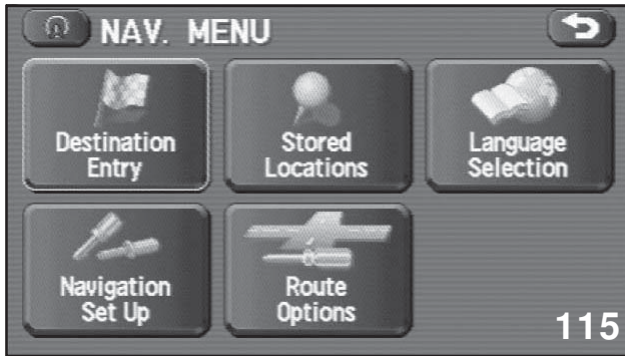 NAV. MENU
Destination
Entry
Stored
Locations
Language
Selection
Navigation
Set Up
Route
Options
115